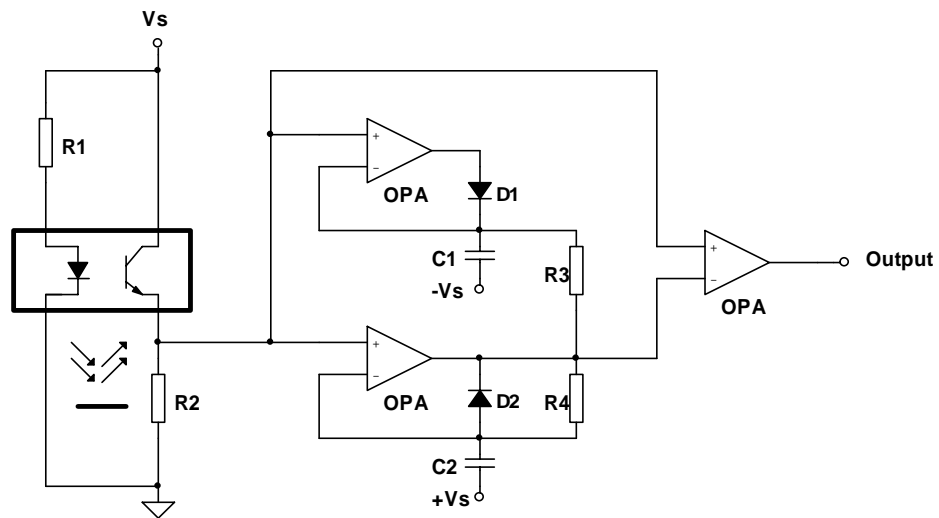 Vs
R1
+
−
OPA
D1
C1
-Vs
R3
+
−
OPA
Output
R2
+
−
OPA
D2
R4
C2
+Vs